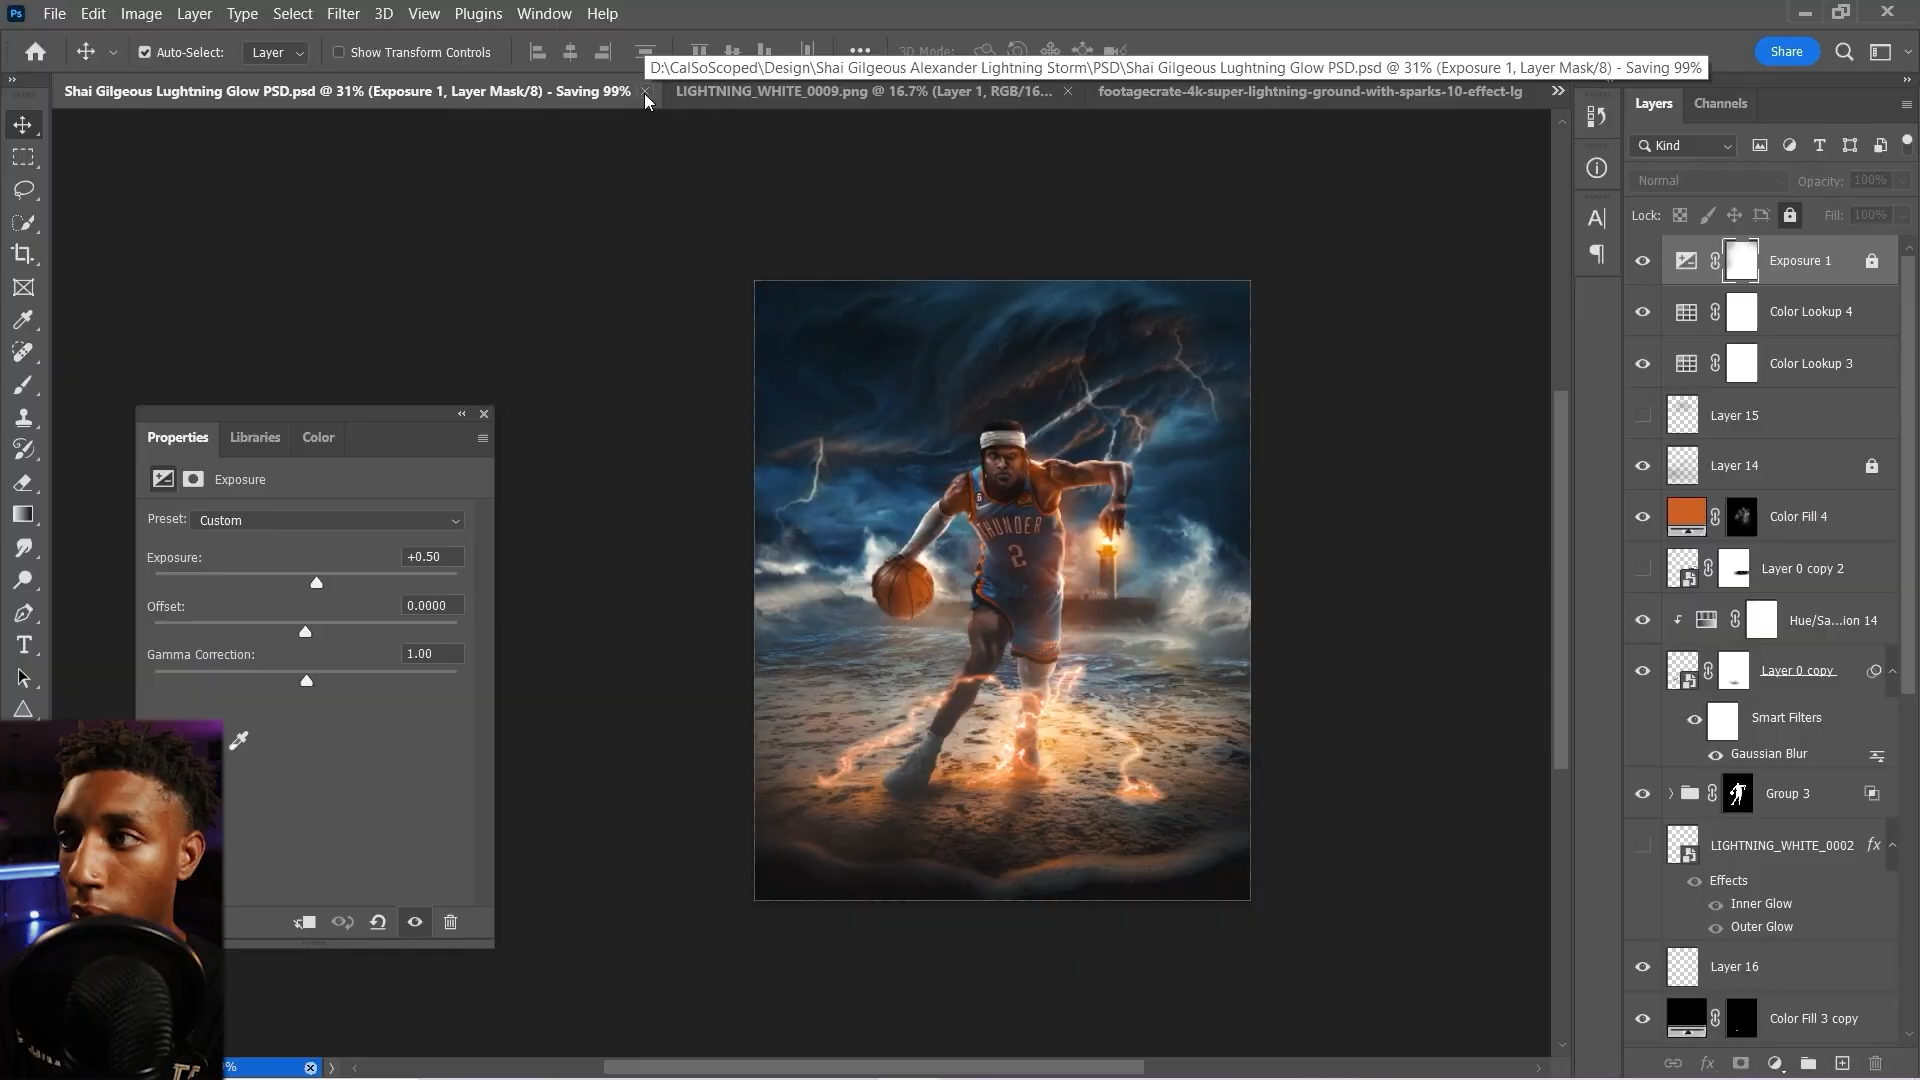 Ps File Edit Image Layer Type Select Filter 3D View Plugins Window Help
Auto-Select: Layer Show Transform Controls 3D Mode: Share
D:\CalSoScoped\Design\Shai Gilgeous Alexander Lightning Storm\PSD\Shai Gilgeous Lughtning Glow PSD.psd @ 31% (Exposure 1, Layer Mask/8) - Saving 99%
Shai Gilgeous Lughtning Glow PSD.psd @ 31% (Exposure 1, Layer Mask/8) - Saving 99%
LIGHTNING_WHITE_0009.png @ 16.7% (Layer 1, RGB/16...
footagecrate-4k-super-lightning-ground-with-sparks-10-effect-lg
Properties Libraries Color
Exposure
Preset: Custom
Exposure: +0.50
Offset: 0.0000
Gamma Correction: 1.00
THUNDER
2
%
Layers Channels
Kind
Normal Opacity: 100%
Lock: Fill: 100%
Exposure 1
Color Lookup 4
Color Lookup 3
Layer 15
Layer 14
Color Fill 4
Layer 0 copy 2
Hue/Sa...ion 14
Layer 0 copy
Smart Filters
Gaussian Blur
Group 3
LIGHTNING_WHITE_0002 fx
Effects
Inner Glow
Outer Glow
Layer 16
Color Fill 3 copy
fx